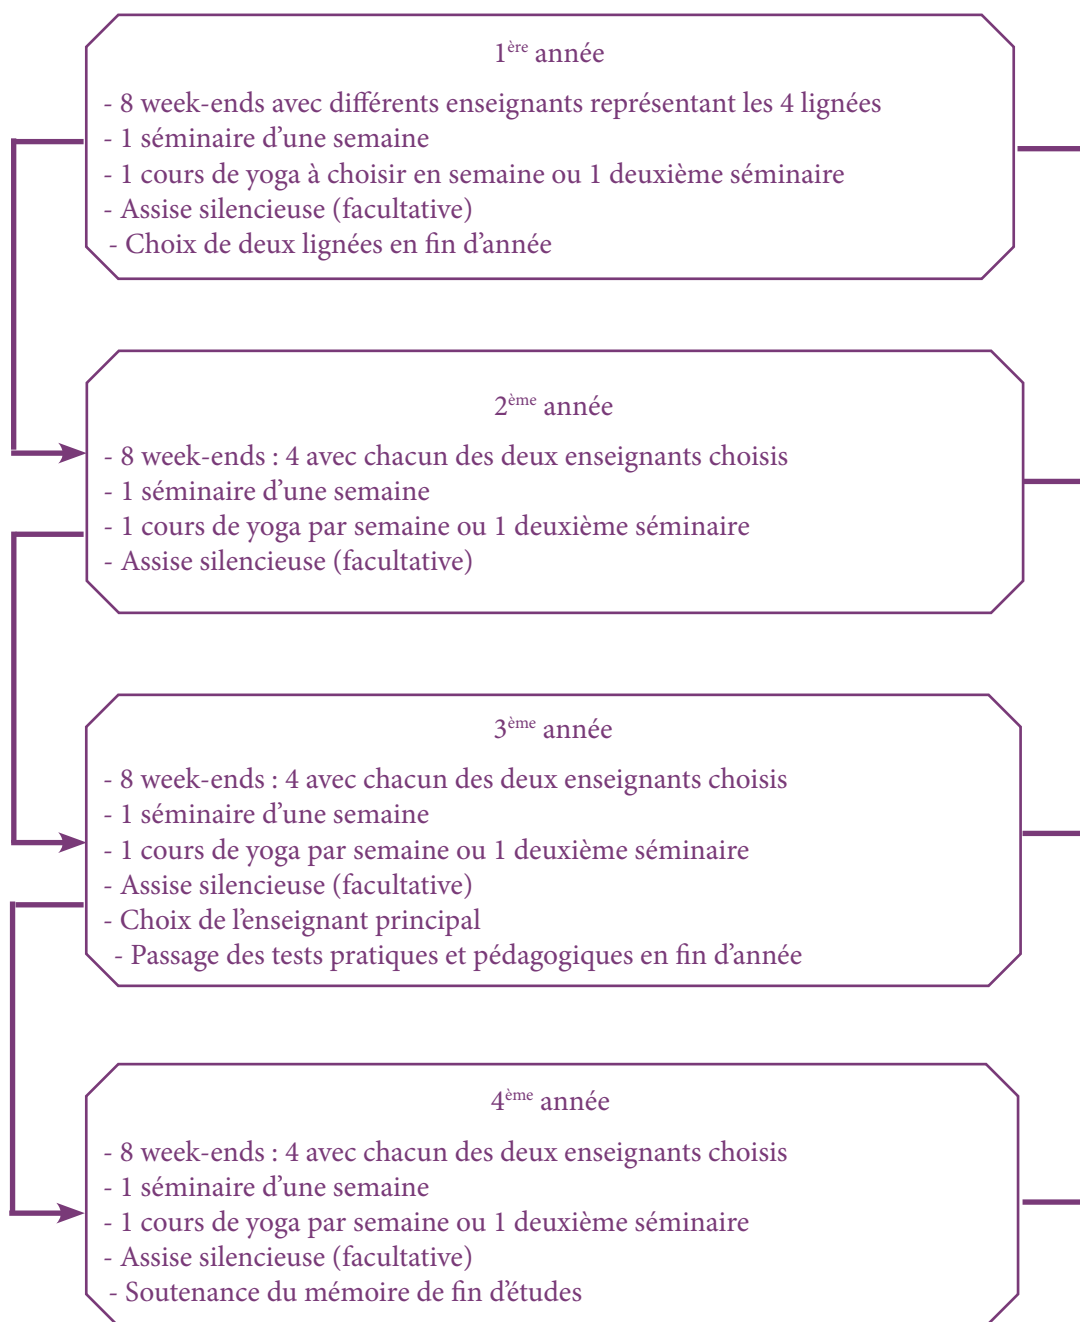 1ère année
- 8 week-ends avec différents enseignants représentant les 4 lignées
- 1 séminaire d'une semaine
- 1 cours de yoga à choisir en semaine ou 1 deuxième séminaire
- Assise silencieuse (facultative)
- Choix de deux lignées en fin d'année
2ème année
- 8 week-ends : 4 avec chacun des deux enseignants choisis
- 1 séminaire d'une semaine
- 1 cours de yoga par semaine ou 1 deuxième séminaire
- Assise silencieuse (facultative)
3ème année
- 8 week-ends : 4 avec chacun des deux enseignants choisis
- 1 séminaire d'une semaine
- 1 cours de yoga par semaine ou 1 deuxième séminaire
- Assise silencieuse (facultative)
- Choix de l'enseignant principal
- Passage des tests pratiques et pédagogiques en fin d'année
4ème année
- 8 week-ends : 4 avec chacun des deux enseignants choisis
- 1 séminaire d'une semaine
- 1 cours de yoga par semaine ou 1 deuxième séminaire
- Assise silencieuse (facultative)
- Soutenance du mémoire de fin d'études